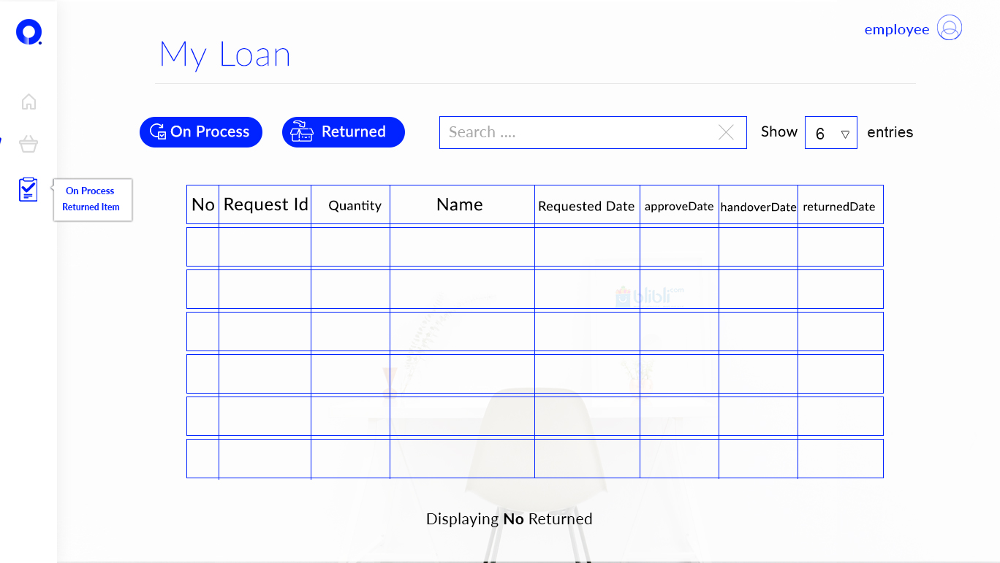 employee
My Loan
On Process
Returned
Search ....
Show
6
entries
On Process
Returned Item
No
Request Id
Quantity
Name
Requested Date
approveDate
handoverDate
returnedDate
blibli.com
Displaying No Returned